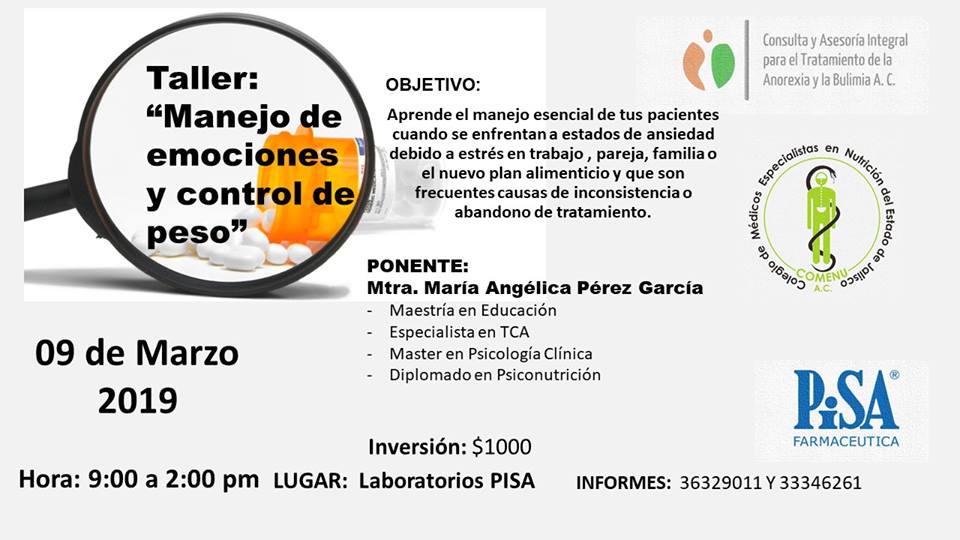 Taller:
“Manejo de
emociones
y control de
peso”
OBJETIVO:
Aprende el manejo esencial de tus pacientes
cuando se enfrentan a estados de ansiedad
debido a estrés en trabajo , pareja, familia o
el nuevo plan alimenticio y que son
frecuentes causas de inconsistencia o
abandono de tratamiento.
Consulta y Asesoría Integral
para el Tratamiento de la
Anorexia y la Bulimia A. C.
Colegio de Médicos Especialistas en Nutrición del Estado de Jalisco
COMENU
A.C.
PONENTE:
Mtra. María Angélica Pérez García
- Maestría en Educación
- Especialista en TCA
- Master en Psicología Clínica
- Diplomado en Psiconutrición
09 de Marzo
2019
PiSA®
FARMACEUTICA
Inversión: $1000
Hora: 9:00 a 2:00 pm LUGAR: Laboratorios PISA INFORMES: 36329011 Y 33346261